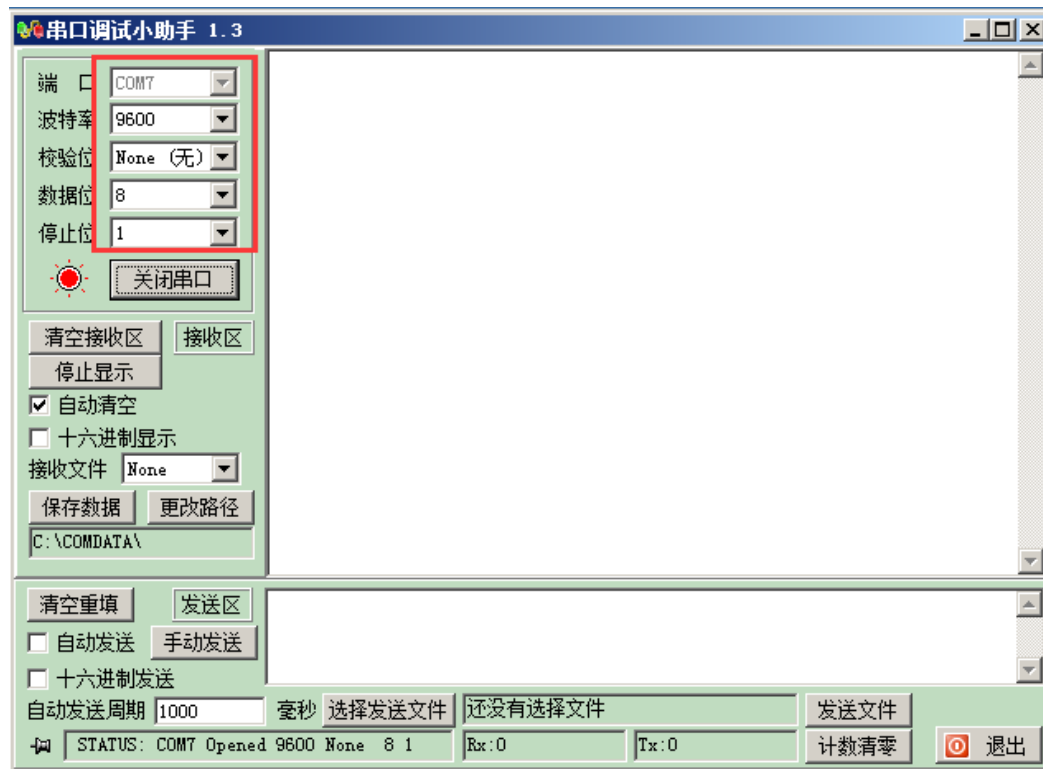 串口调试小助手 1.3
端 口 COM7
波特率 9600
校验位 None (无)
数据位 8
停止位 1
关闭串口
清空接收区 接收区
停止显示
自动清空
十六进制显示
接收文件 None
保存数据 更改路径
C:\COMDATA\
清空重填 发送区
自动发送 手动发送
十六进制发送
自动发送周期 1000 毫秒 选择发送文件 还没有选择文件 发送文件
STATUS: COM7 Opened 9600 None 8 1 Rx:0 Tx:0 计数清零 退出